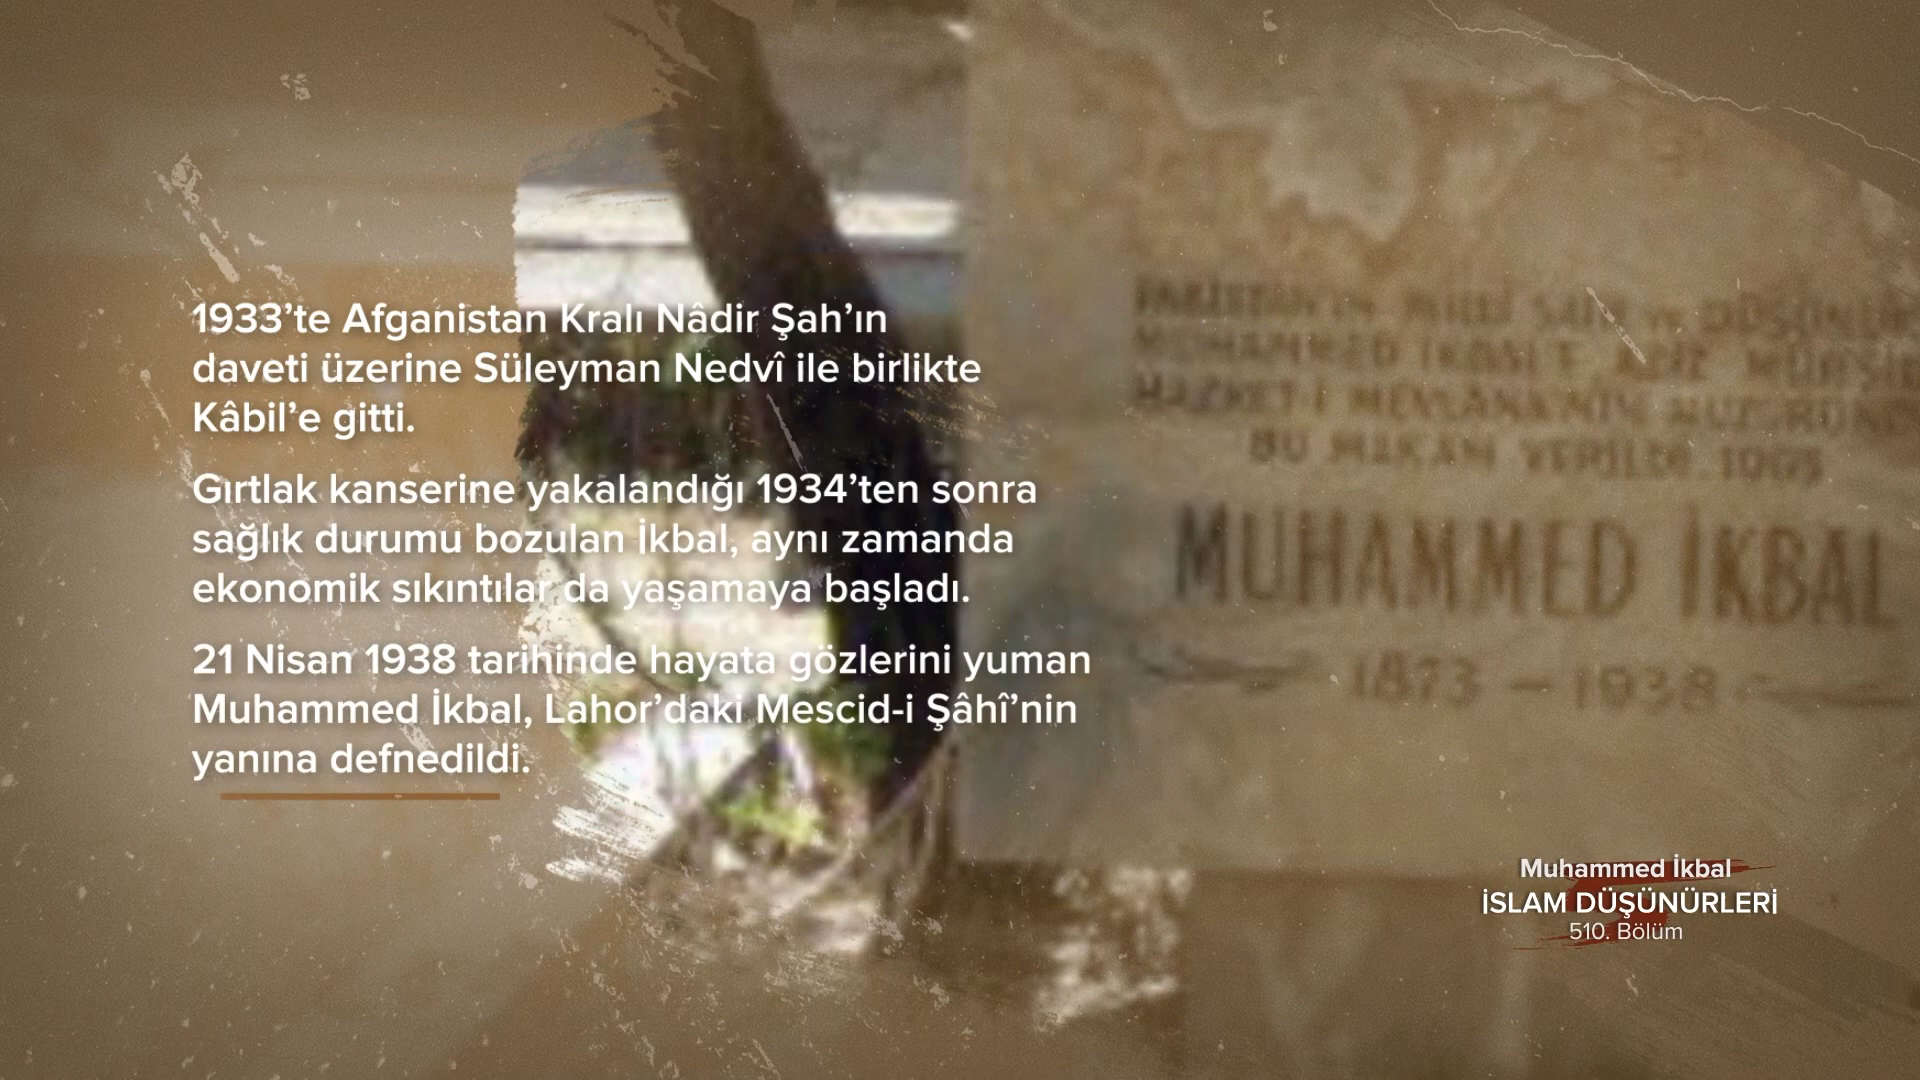 1933’te Afganistan Kralı Nâdir Şah’ın
daveti üzerine Süleyman Nedvî ile birlikte
Kâbil’e gitti.
Gırtlak kanserine yakalandığı 1934’ten sonra
sağlık durumu bozulan İkbal, aynı zamanda
ekonomik sıkıntılar da yaşamaya başladı.
21 Nisan 1938 tarihinde hayata gözlerini yuman
Muhammed İkbal, Lahor’daki Mescid-i Şâhî’nin
yanına defnedildi.
MUHAMMED İKBAL
BU MAKAM VERİLDİ. 1965
1873 – 1938
Muhammed İkbal
İSLAM DÜŞÜNÜRLERİ
510. Bölüm